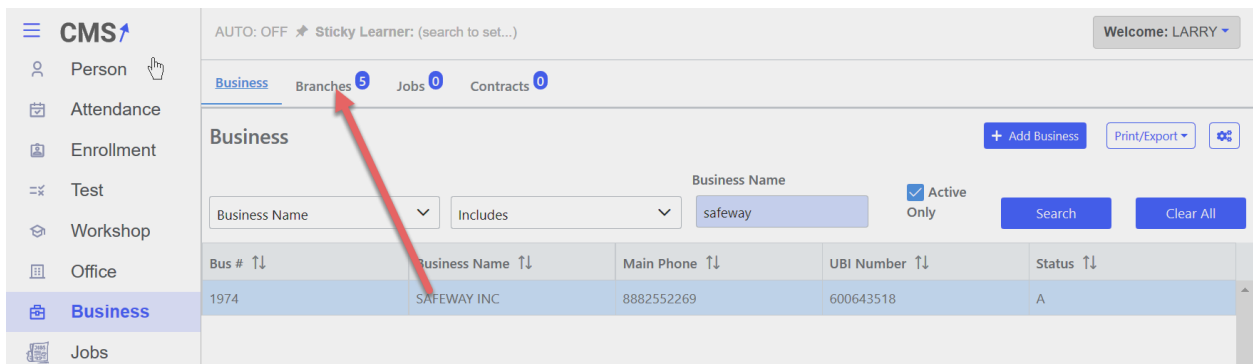 CMS
Person
Attendance
Enrollment
Test
Workshop
Office
Business
Jobs
AUTO: OFF Sticky Learner: (search to set...)
Welcome: LARRY
Business Branches 5 Jobs 0 Contracts 0
Business
+ Add Business Print/Export
Business Name
Business Name Includes safeway Active Only Search Clear All
Bus # Business Name Main Phone UBI Number Status
1974 SAFEWAY INC 8882552269 600643518 A